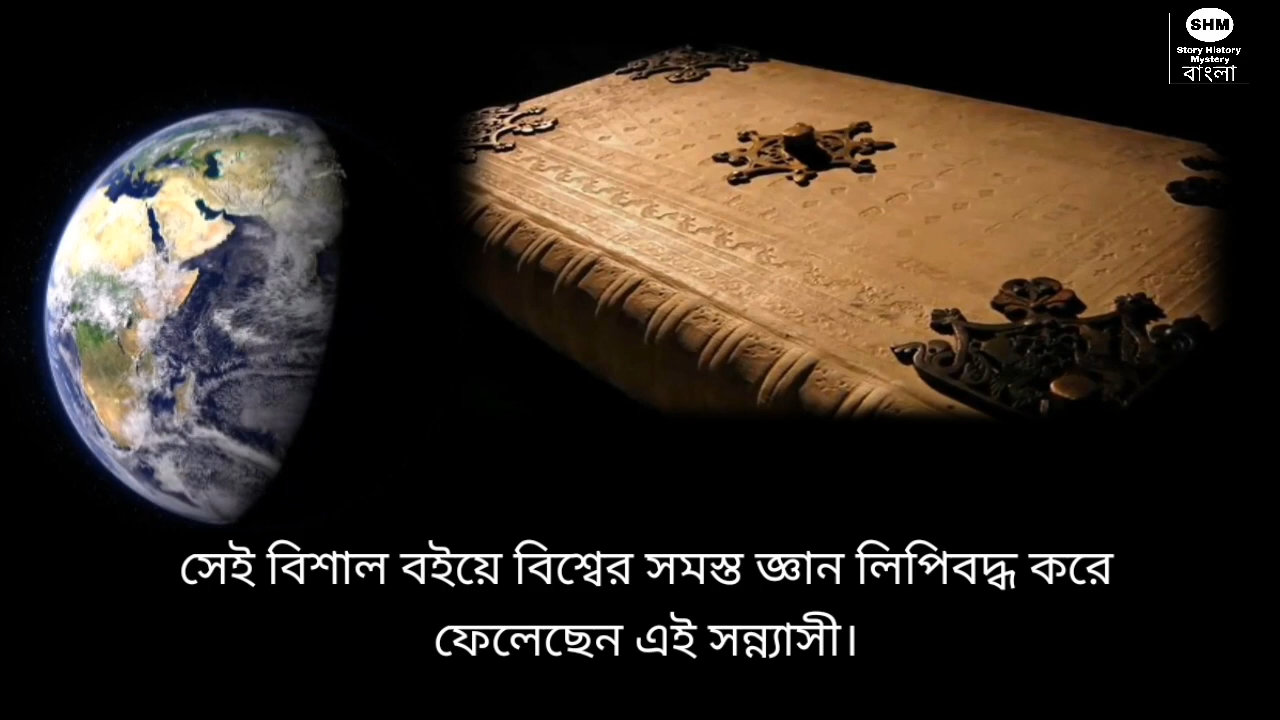 SHM
Story History
Mystery
বাংলা
সেই বিশাল বইয়ে বিশ্বের সমস্ত জ্ঞান লিপিবদ্ধ করে
ফেলেছেন এই সন্ন্যাসী।